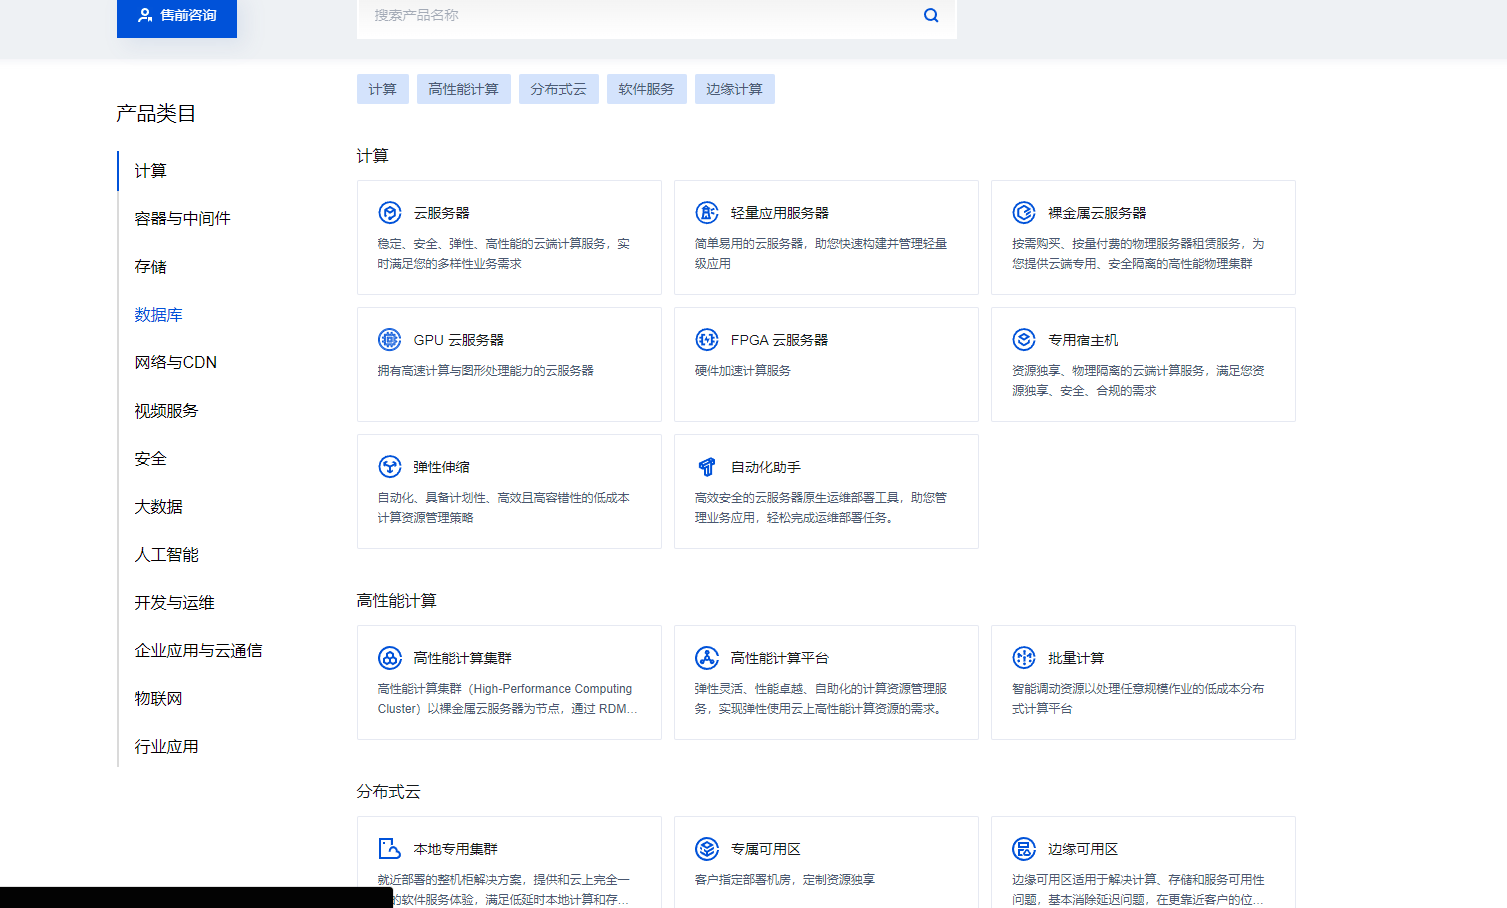 售前咨询
搜索产品名称
产品类目
计算
容器与中间件
存储
数据库
网络与CDN
视频服务
安全
大数据
人工智能
开发与运维
企业应用与云通信
物联网
行业应用
计算
高性能计算
分布式云
软件服务
边缘计算
计算
云服务器
稳定、安全、弹性、高性能的云端计算服务，实
时满足您的多样性业务需求
轻量应用服务器
简单易用的云服务器，助您快速构建并管理轻量
级应用
裸金属云服务器
按需购买、按量付费的物理服务器租赁服务，为
您提供云端专用、安全隔离的高性能物理集群
GPU 云服务器
拥有高速计算与图形处理能力的云服务器
FPGA 云服务器
硬件加速计算服务
专用宿主机
资源独享、物理隔离的云端计算服务，满足您资
源独享、安全、合规的需求
弹性伸缩
自动化、具备计划性、高效且高容错性的低成本
计算资源管理策略
自动化助手
高效安全的云服务器原生运维部署工具，助您管
理业务应用，轻松完成运维部署任务。
高性能计算
高性能计算集群
高性能计算集群（High-Performance Computing
Cluster）以裸金属云服务器为节点，通过 RDM...
高性能计算平台
弹性灵活、性能卓越、自助化的计算资源管理服
务，实现弹性使用云上高性能计算资源的需求。
批量计算
智能调动资源以处理任意规模作业的低成本分布
式计算平台
分布式云
本地专用集群
就近部署的整机柜解决方案，提供和云上完全一
的软件服务体验，满足低延时本地计算和存...
专属可用区
客户指定部署机房，定制资源独享
边缘可用区
边缘可用区适用于解决计算、存储和服务可用性
问题，基本消除延迟问题，在更靠近客户的位...